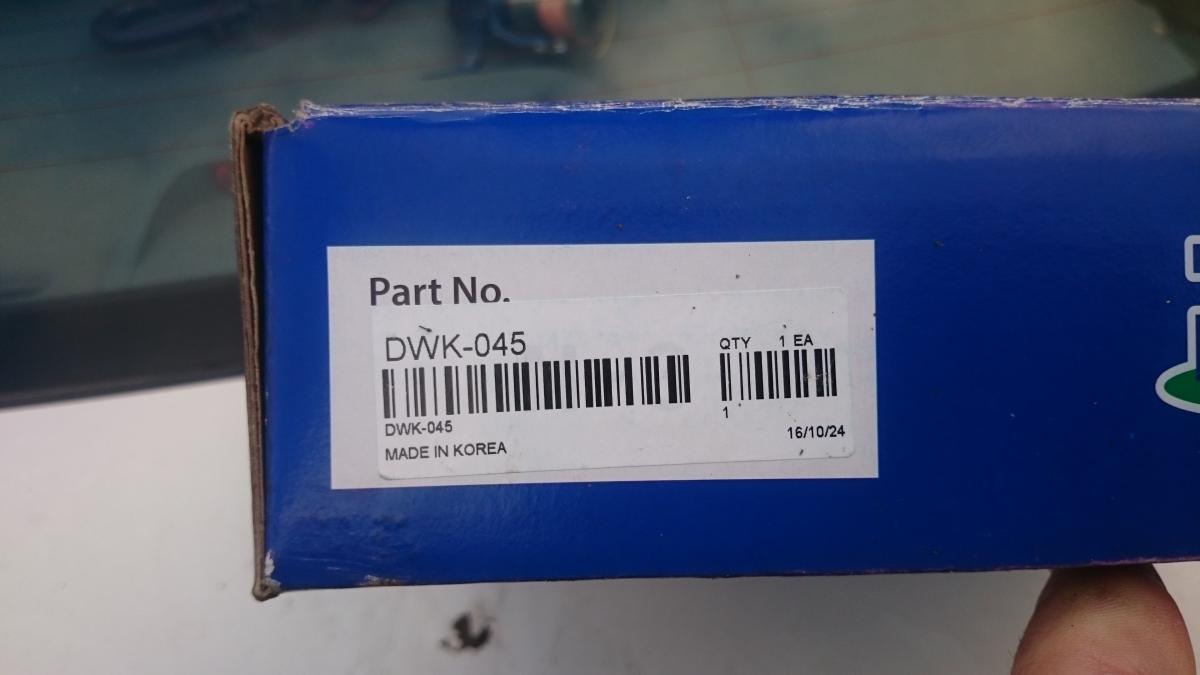 Part No.
DWK-045
QTY 1 EA
DWK-045
1
MADE IN KOREA
16/10/24